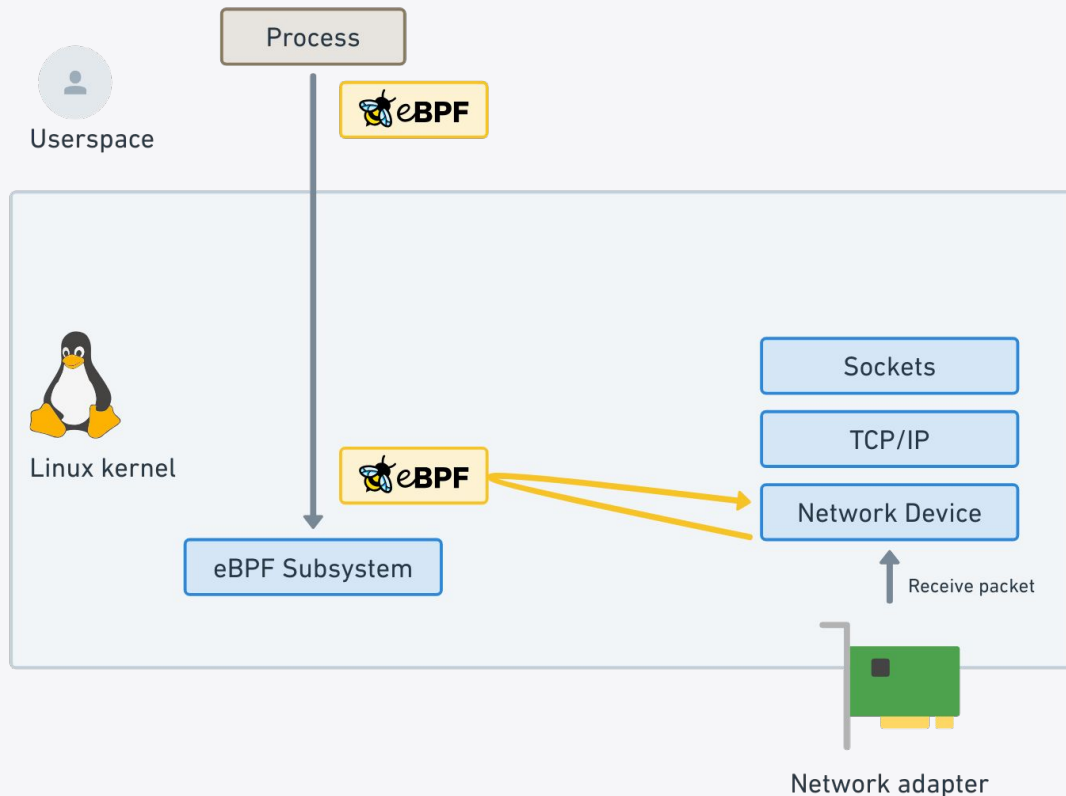 Process
eBPF
Userspace
Linux kernel
eBPF
eBPF Subsystem
Sockets
TCP/IP
Network Device
Receive packet
Network adapter